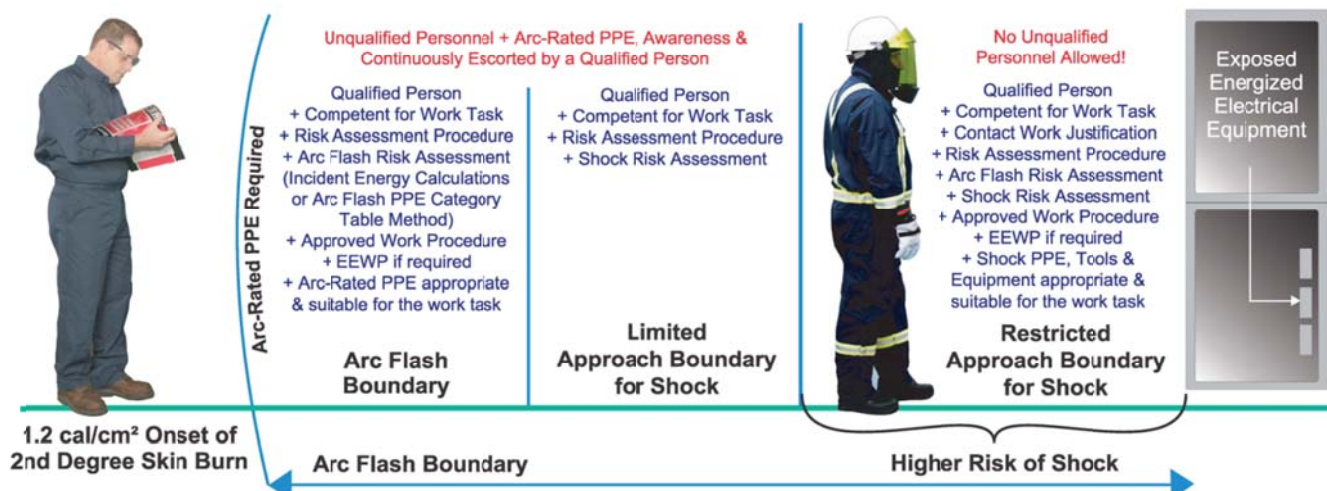 Arc-Rated PPE Required
Unqualified Personnel + Arc-Rated PPE, Awareness &
Continuously Escorted by a Qualified Person
Qualified Person
+ Competent for Work Task
+ Risk Assessment Procedure
+ Arc Flash Risk Assessment
(Incident Energy Calculations
or Arc Flash PPE Category
Table Method)
+ Approved Work Procedure
+ EEWP if required
+ Arc-Rated PPE appropriate
& suitable for the work task
Arc Flash
Boundary
Qualified Person
+ Competent for Work Task
+ Risk Assessment Procedure
+ Shock Risk Assessment
Limited
Approach Boundary
for Shock
No Unqualified
Personnel Allowed!
Qualified Person
+ Competent for Work Task
+ Contact Work Justification
+ Risk Assessment Procedure
+ Arc Flash Risk Assessment
+ Shock Risk Assessment
+ Approved Work Procedure
+ EEWP if required
+ Shock PPE, Tools &
Equipment appropriate &
suitable for the work task
Restricted
Approach Boundary
for Shock
Exposed
Energized
Electrical
Equipment
1.2 cal/cm² Onset of
2nd Degree Skin Burn
Arc Flash Boundary
Higher Risk of Shock